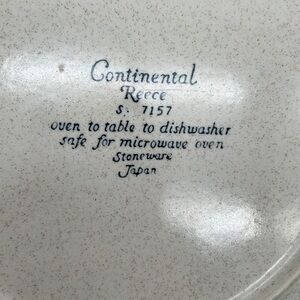 Continental
Reece
S. 7157
oven to table to dishwasher
safe for microwave oven
Stoneware
Japan